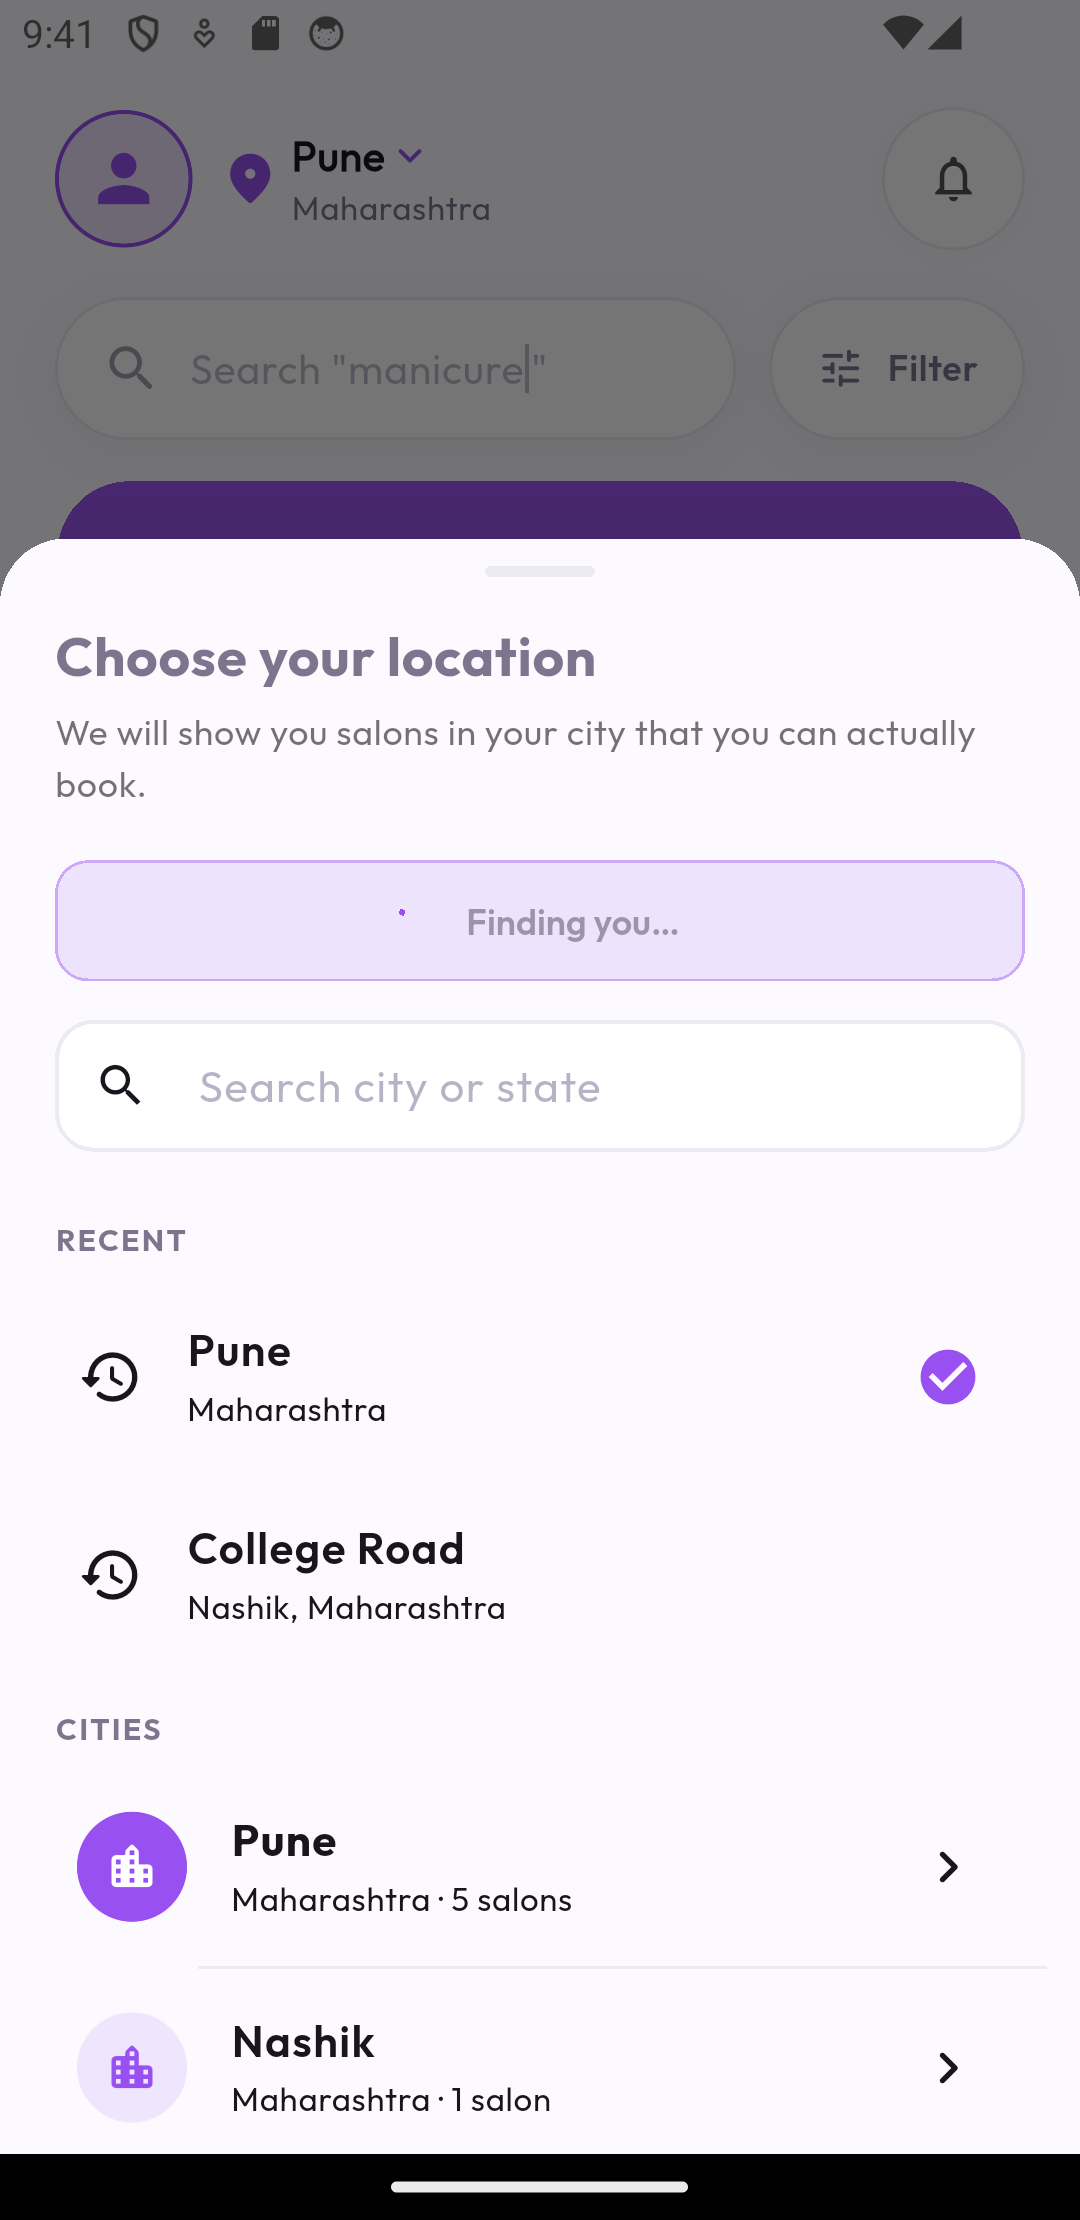 9:41
Pune
Maharashtra
Search "manicure|"
Filter
Choose your location
We will show you salons in your city that you can actually
book.
Finding you...
Search city or state
RECENT
Pune
Maharashtra
College Road
Nashik, Maharashtra
CITIES
Pune
Maharashtra · 5 salons
Nashik
Maharashtra · 1 salon